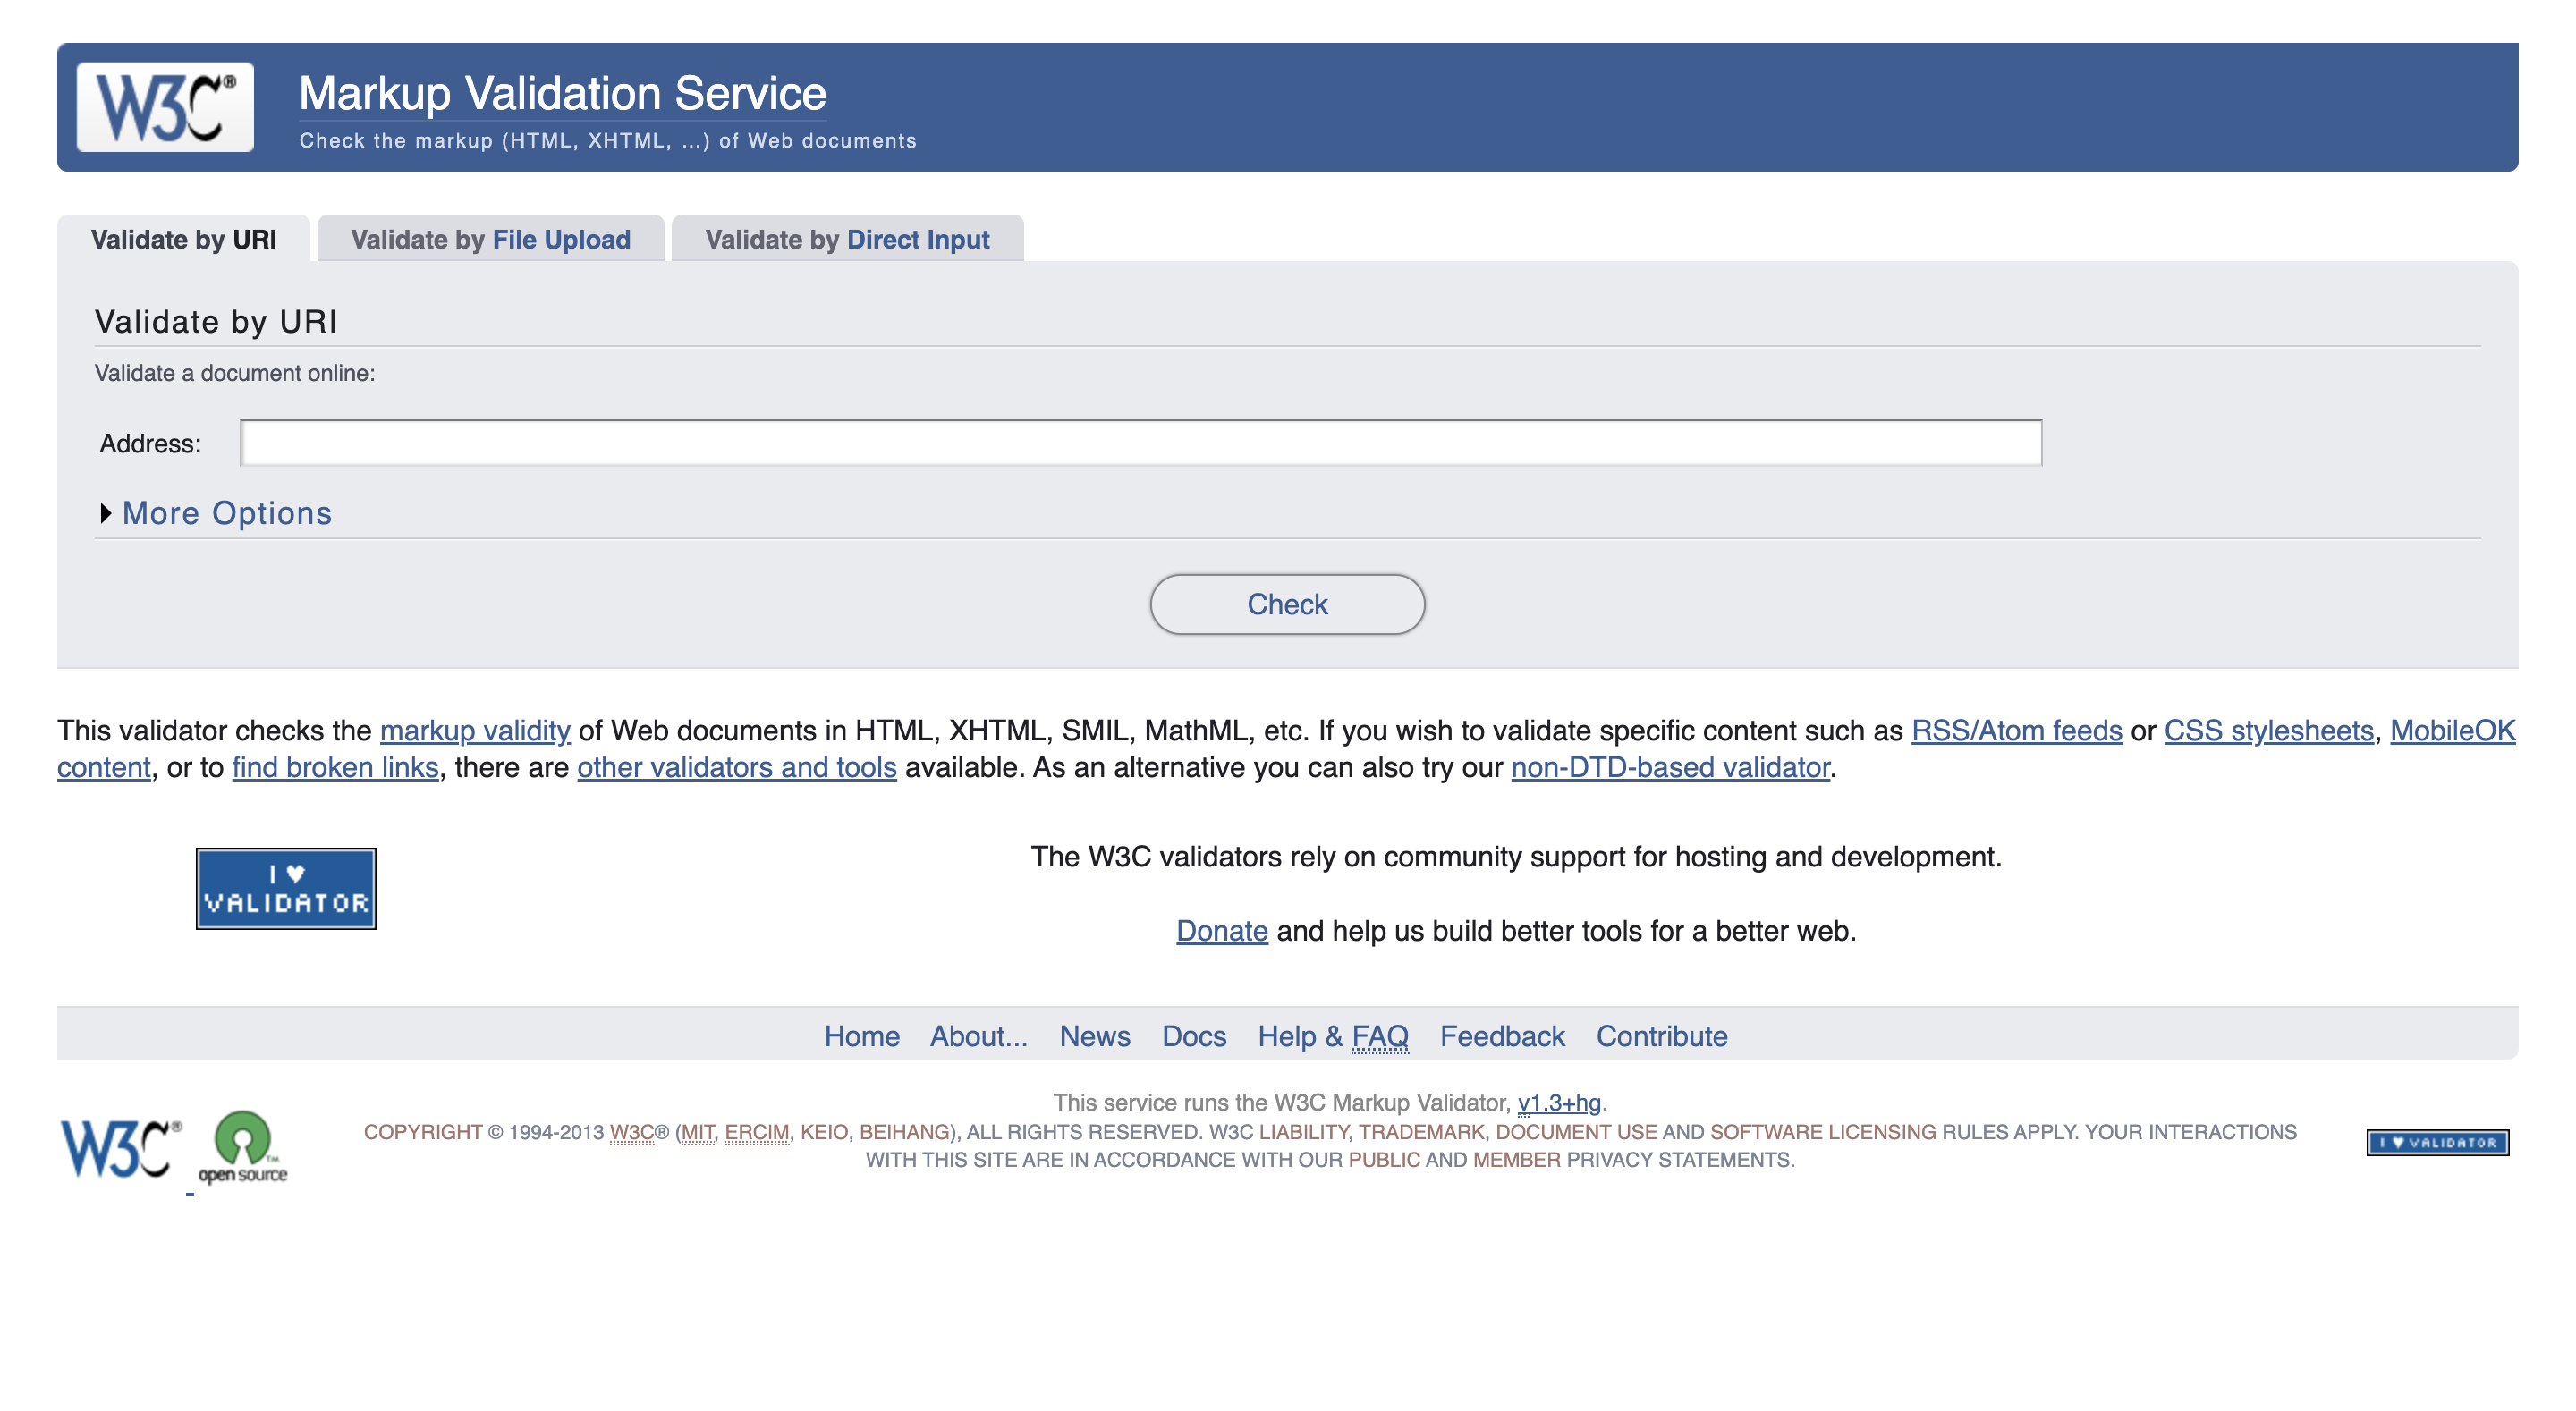 W3C®
Markup Validation Service
Check the markup (HTML, XHTML, ...) of Web documents
Validate by URI
Validate by File Upload
Validate by Direct Input
Validate by URI
Validate a document online:
Address:
More Options
Check
This validator checks the markup validity of Web documents in HTML, XHTML, SMIL, MathML, etc. If you wish to validate specific content such as RSS/Atom feeds or CSS stylesheets, MobileOK
content, or to find broken links, there are other validators and tools available. As an alternative you can also try our non-DTD-based validator.
I ♥
VALIDATOR
The W3C validators rely on community support for hosting and development.
Donate and help us build better tools for a better web.
Home About... News Docs Help & FAQ Feedback Contribute
W3C®
open source
TM
This service runs the W3C Markup Validator, v1.3+hg.
COPYRIGHT © 1994-2013 W3C® (MIT, ERCIM, KEIO, BEIHANG), ALL RIGHTS RESERVED. W3C LIABILITY, TRADEMARK, DOCUMENT USE AND SOFTWARE LICENSING RULES APPLY. YOUR INTERACTIONS
WITH THIS SITE ARE IN ACCORDANCE WITH OUR PUBLIC AND MEMBER PRIVACY STATEMENTS.
I ♥ VALIDATOR